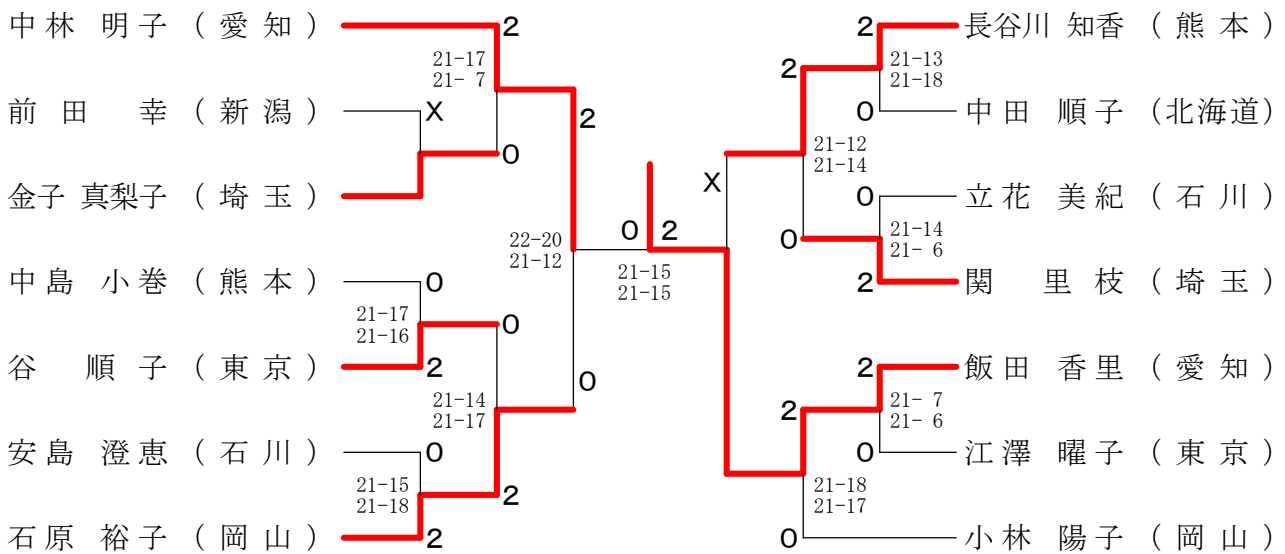 中林 明子 ( 愛知 )
2
21-17
21- 7
前田 幸 ( 新潟 )
X
0
金子 真梨子 ( 埼玉 )
2
22-20
21-12
中島 小巻 ( 熊本 )
0
21-17
21-16
0
谷 順子 ( 東京 )
2
21-14
21-17
0
安島 澄恵 ( 石川 )
0
21-15
21-18
2
石原 裕子 ( 岡山 )
2
0
2
21-15
21-15
2
長谷川 知香 ( 熊本 )
21-13
21-18
2
0
中田 順子 (北海道)
21-12
21-14
X
0
立花 美紀 ( 石川 )
21-14
21- 6
0
2
関 里枝 ( 埼玉 )
2
飯田 香里 ( 愛知 )
21- 7
21- 6
2
0
江澤 曜子 ( 東京 )
21-18
21-17
0
小林 陽子 ( 岡山 )